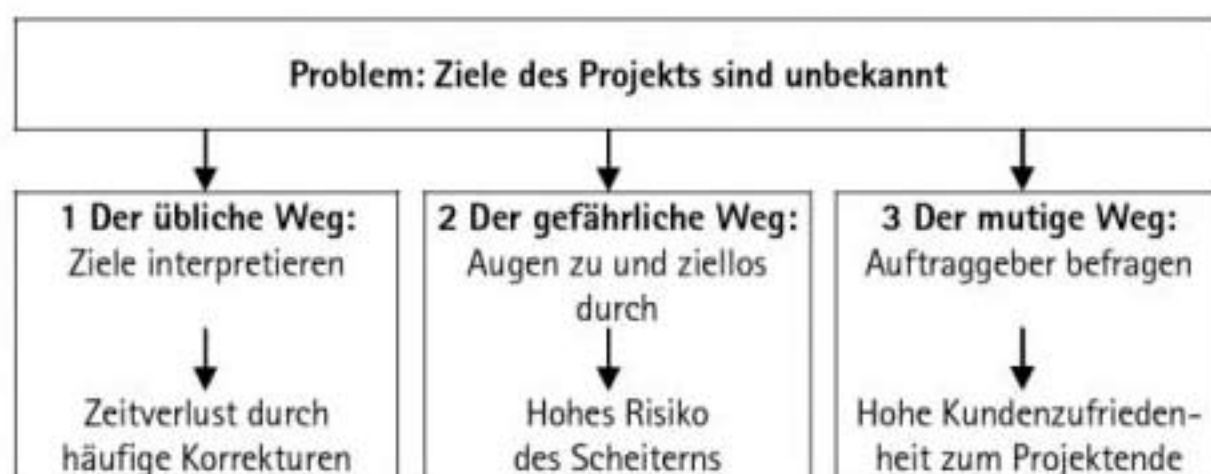 Problem: Ziele des Projekts sind unbekannt
1 Der übliche Weg:
Ziele interpretieren
Zeitverlust durch
häufige Korrekturen
2 Der gefährliche Weg:
Augen zu und ziellos
durch
Hohes Risiko
des Scheiterns
3 Der mutige Weg:
Auftraggeber befragen
Hohe Kundenzufrieden-
heit zum Projektende